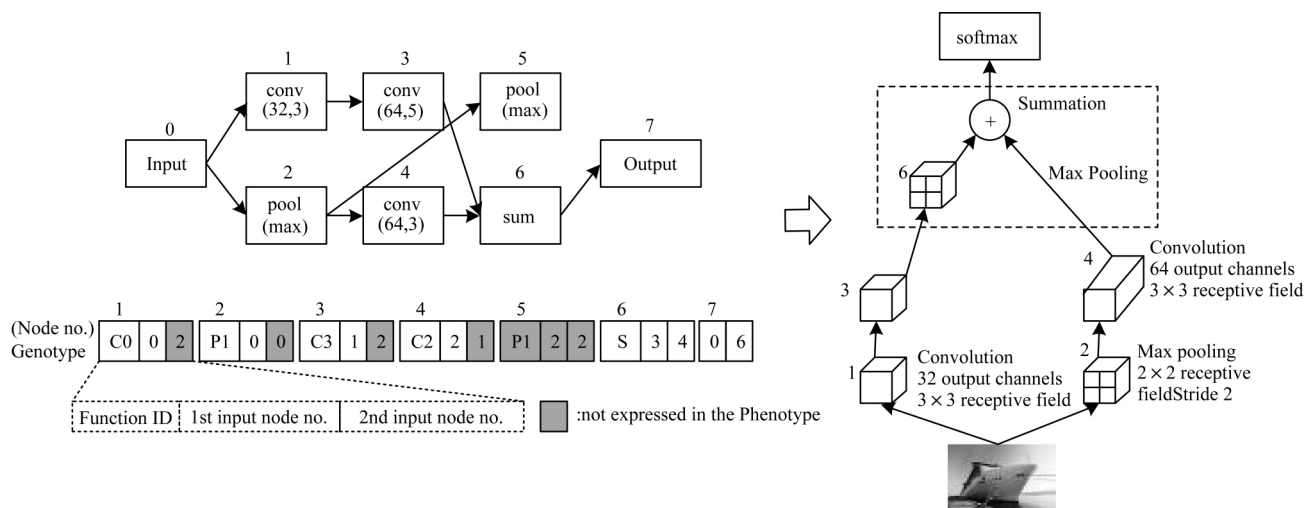 0
Input
1
conv
(32,3)
2
pool
(max)
3
conv
(64,5)
4
conv
(64,3)
5
pool
(max)
6
sum
7
Output
(Node no.)
Genotype
1 2 3 4 5 6 7
C0 0 2 P1 0 0 C3 1 2 C2 2 1 P1 2 2 S 3 4 0 6
Function ID 1st input node no. 2nd input node no.
:not expressed in the Phenotype
softmax
Summation
+
6
Max Pooling
3
4
Convolution
64 output channels
3 × 3 receptive field
1
Convolution
32 output channels
3 × 3 receptive field
2
Max pooling
2 × 2 receptive
fieldStride 2